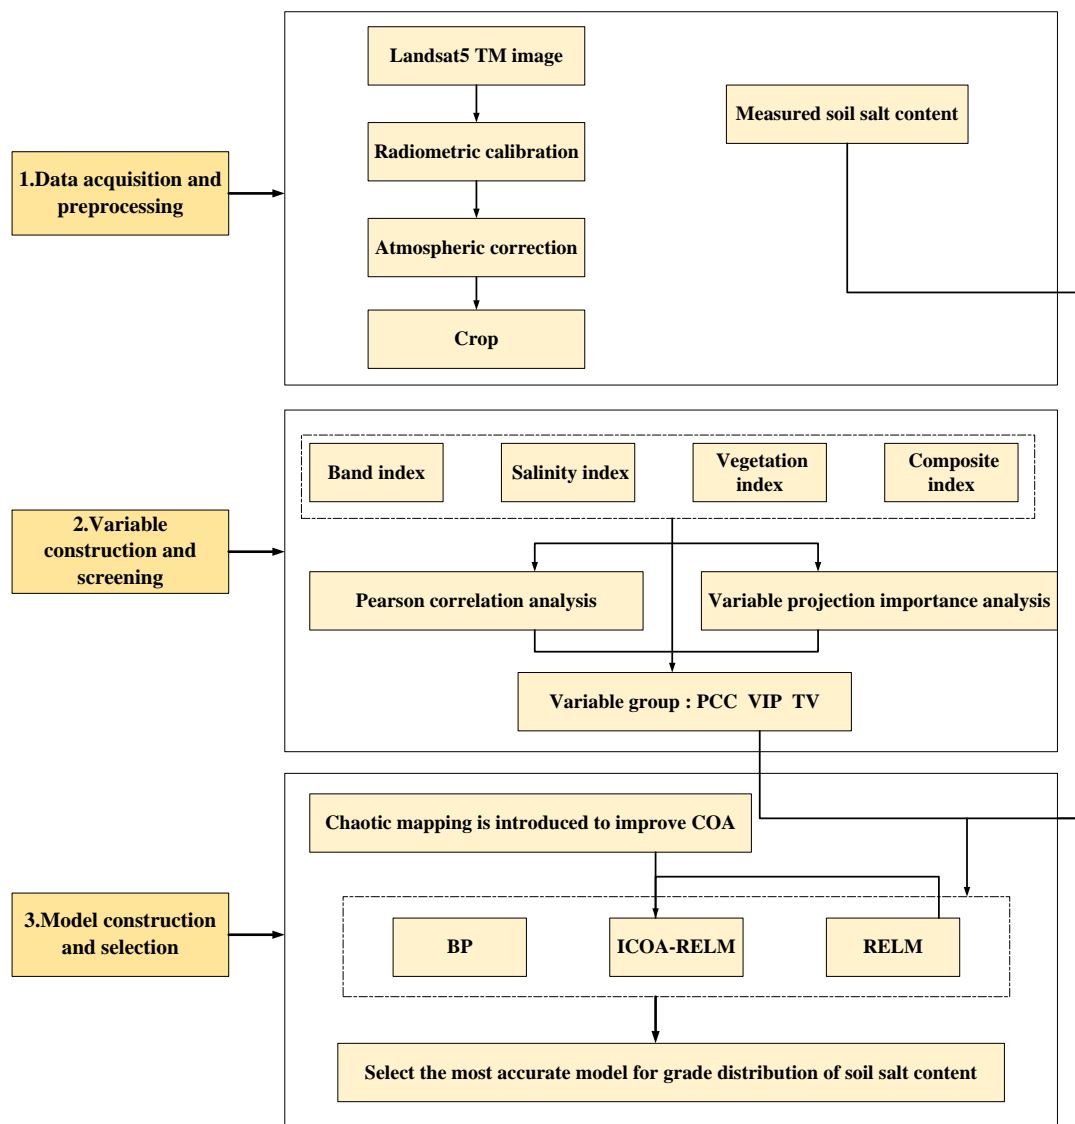 1.Data acquisition and
preprocessing
Landsat5 TM image
Radiometric calibration
Atmospheric correction
Crop
Measured soil salt content
2.Variable
construction and
screening
Band index
Salinity index
Vegetation
index
Composite
index
Pearson correlation analysis
Variable projection importance analysis
Variable group : PCC VIP TV
3.Model construction
and selection
Chaotic mapping is introduced to improve COA
BP
ICOA-RELM
RELM
Select the most accurate model for grade distribution of soil salt content